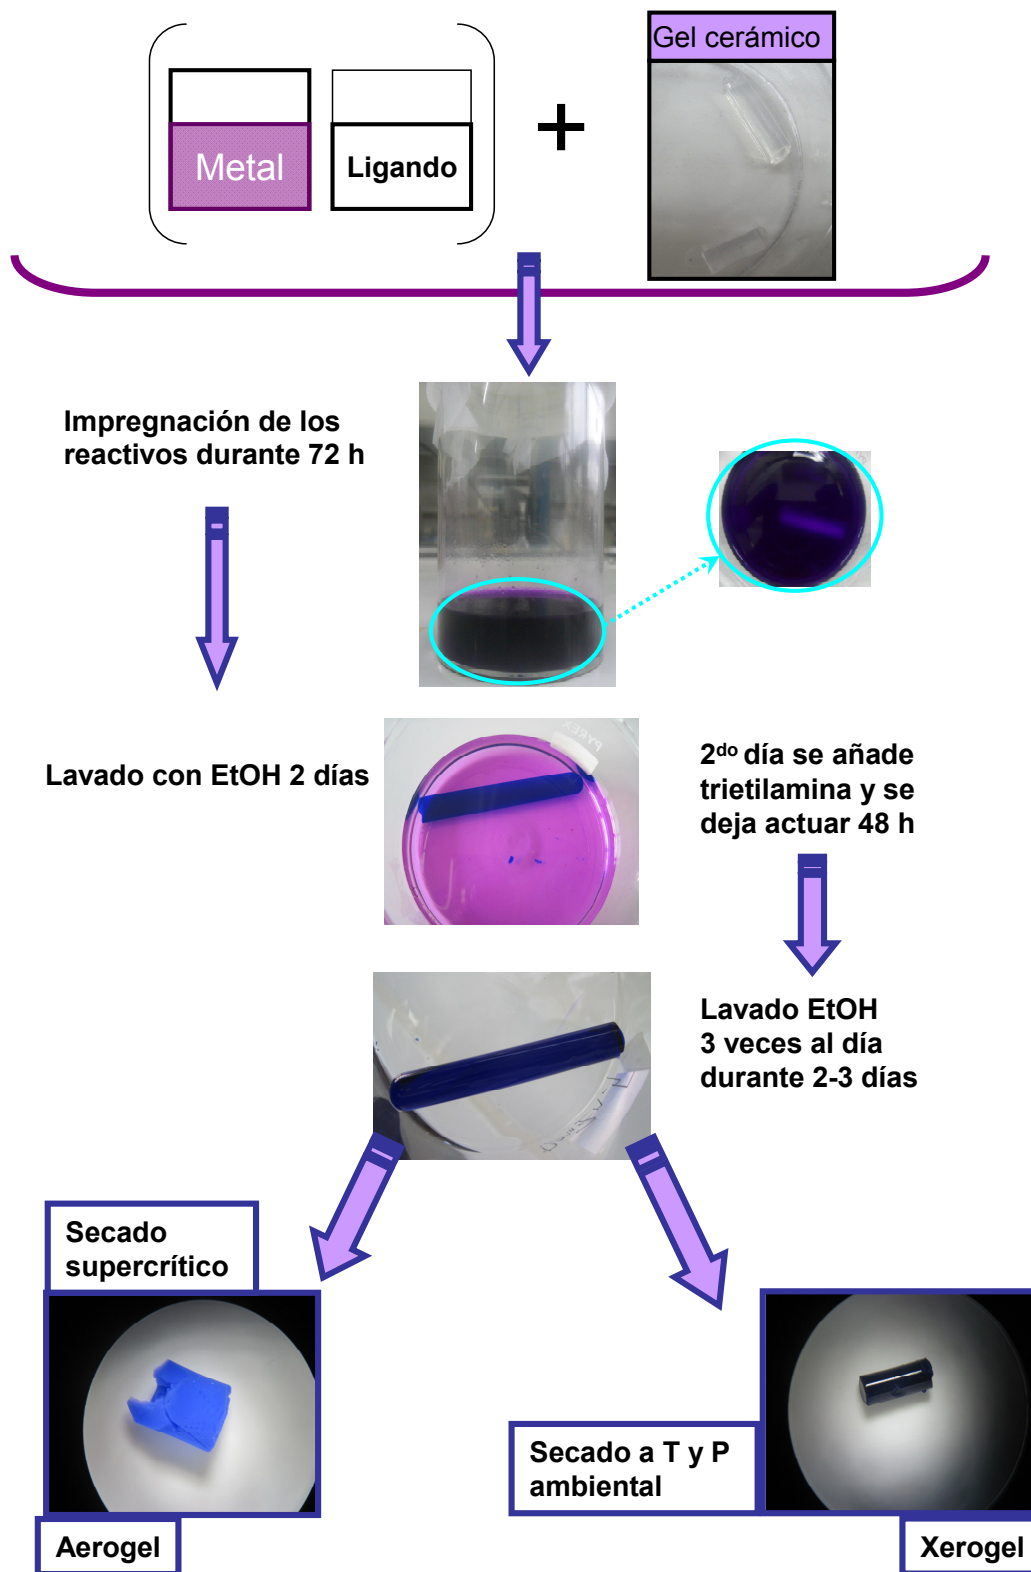 Gel cerámico
Metal
Ligando
+
Impregnación de los
reactivos durante 72 h
Lavado con EtOH 2 días
PYREX
2do día se añade
trietilamina y se
deja actuar 48 h
Lavado EtOH
3 veces al día
durante 2-3 días
Secado
supercrítico
Aerogel
Secado a T y P
ambiental
Xerogel